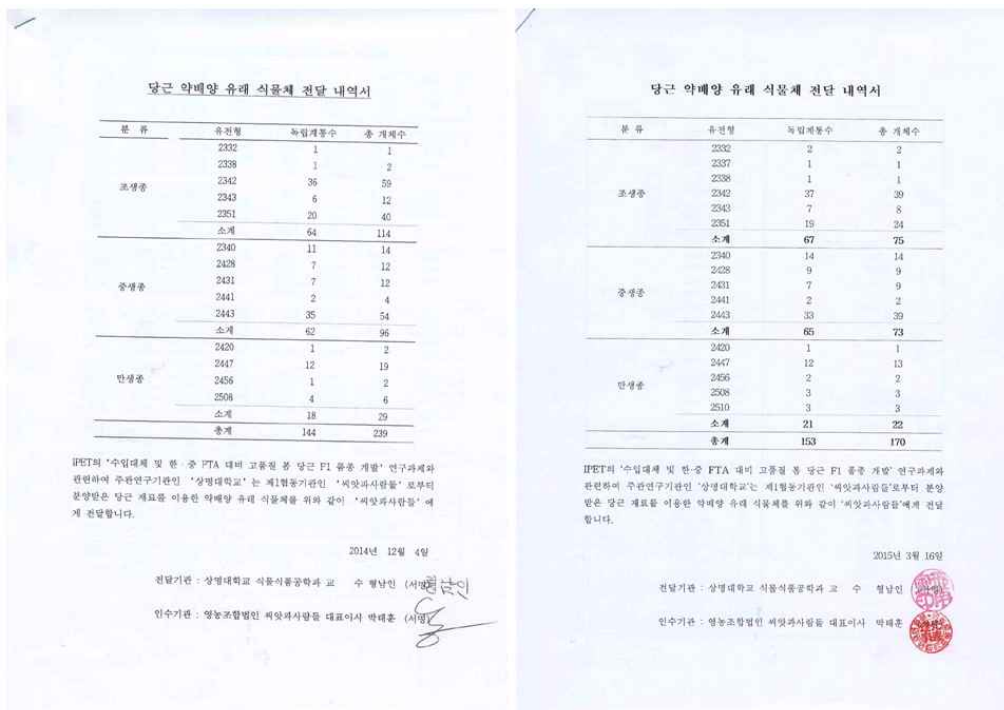 당근 약배양 유래 식물체 전달 내역서
분 류 유전형 독립계통수 총 개체수
조생종
2332 1 1
2338 1 2
2342 36 59
2343 6 12
2351 20 40
소계 64 114
중생종
2340 11 14
2428 7 12
2431 7 12
2441 2 4
2443 35 54
소계 62 96
만생종
2420 1 2
2447 12 19
2456 1 2
2508 4 6
소계 18 29
총계 144 239
IPET의 '수입대체 및 한·중 FTA 대비 고품질 봄 당근 F1 품종 개발' 연구과제와
관련하여 주관연구기관인 '상명대학교' 는 제1협동기관인 '씨앗과사람들' 로부터
분양받은 당근 재료를 이용한 약배양 유래 식물체를 위와 같이 '씨앗과사람들' 에
게 전달합니다.
2014년 12월 4일
전달기관 : 상명대학교 식물식품공학과 교 수 형남인 (서명) 형남인
인수기관 : 영농조합법인 씨앗과사람들 대표이사 박태훈 (서명)
당근 약배양 유래 식물체 전달 내역서
분 류 유전형 독립계통수 총 개체수
조생종
2332 2 2
2337 1 1
2338 1 1
2342 37 39
2343 7 8
2351 19 24
소계 67 75
중생종
2340 14 14
2428 9 9
2431 7 9
2441 2 2
2443 33 39
소계 65 73
만생종
2420 1 1
2447 12 13
2456 2 2
2508 3 3
2510 3 3
소계 21 22
총계 153 170
IPET의 '수입대체 및 한·중 FTA 대비 고품질 봄 당근 F1 품종 개발' 연구과제와
관련하여 주관연구기관인 '상명대학교'는 제1협동기관인 '씨앗과사람들'로부터 분양
받은 당근 재료를 이용한 약배양 유래 식물체를 위와 같이 '씨앗과사람들'에게 전달
합니다.
2015년 3월 16일
전달기관 : 상명대학교 식물식품공학과 교 수 형남인
인수기관 : 영농조합법인 씨앗과사람들 대표이사 박태훈